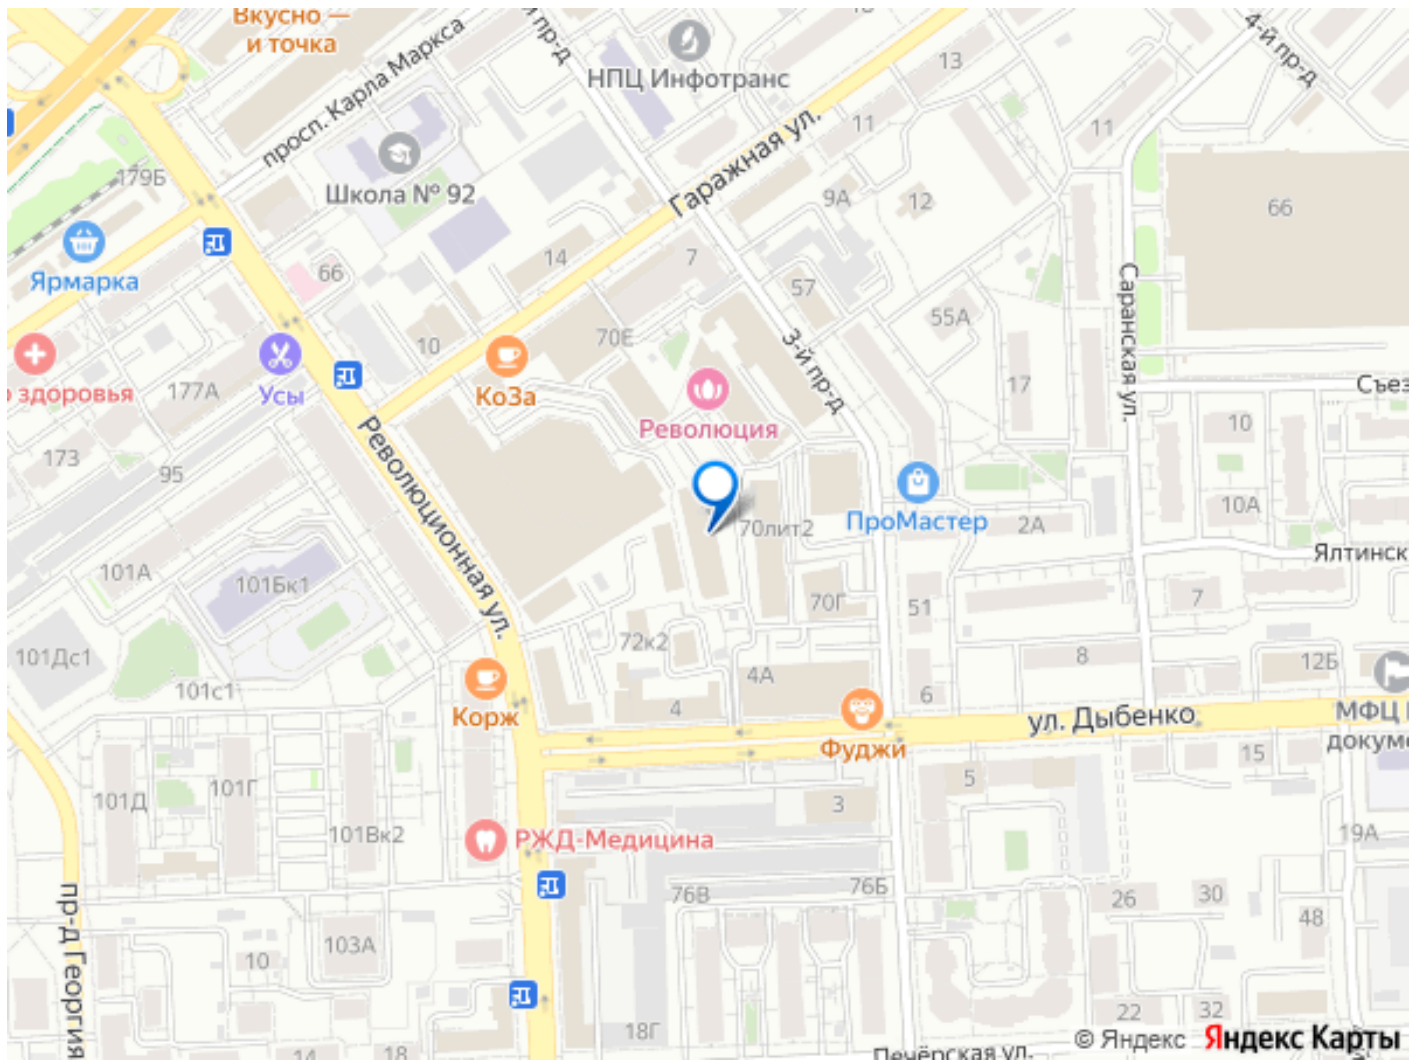 Вкусно —
и точка
просп. Карла Маркса
й пр-д
НПЦ Инфотранс
13
4-й пр-д
11
11
Гаражная ул.
179Б
Школа № 92
9А
12
66
Ярмарка
66
14
7
57
Саранская ул.
55А
10
70Е
3-й пр-д
КоЗа
17
Съез
о здоровья
177А
Усы
Революция
10
173
95
Революционная ул.
ПроМастер
70лит2
2А
10А
Ялтинск
101А
101Бк1
70Г
51
7
101Дс1
72к2
8
12Б
101с1
4А
6
Корж
4
ул. Дыбенко
МФЦ
докуме
Фуджи
15
5
101Д
101Г
3
101Вк2
РЖД-Медицина
19А
76В
76Б
26
30
48
пр-д Георгия
103А
10
18Г
22
32
14
18
Печёрская ул.
© Яндекс Яндекс Карты